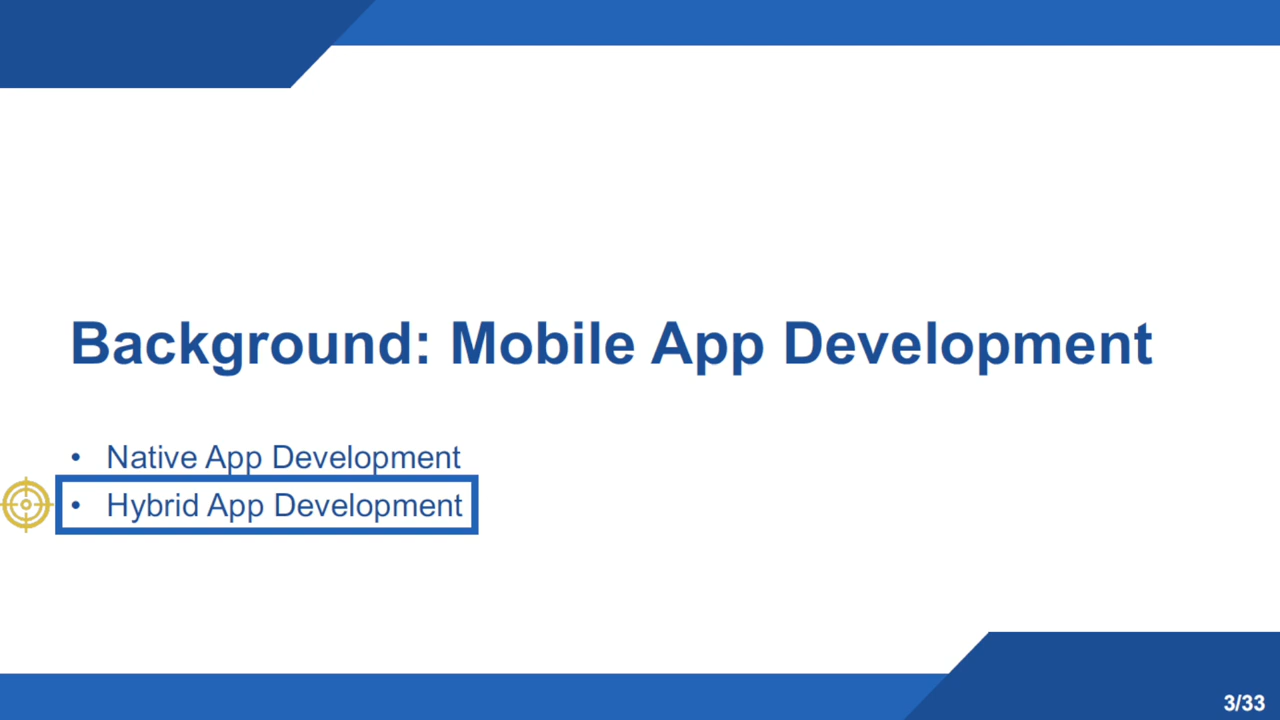 Background: Mobile App Development
• Native App Development
• Hybrid App Development
3/33